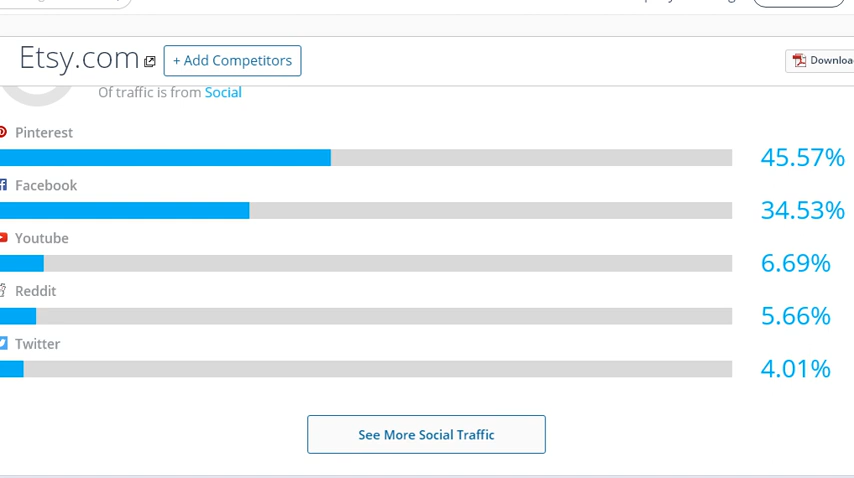 Etsy.com
+ Add Competitors
Of traffic is from Social
Pinterest
45.57%
Facebook
34.53%
Youtube
6.69%
Reddit
5.66%
Twitter
4.01%
See More Social Traffic